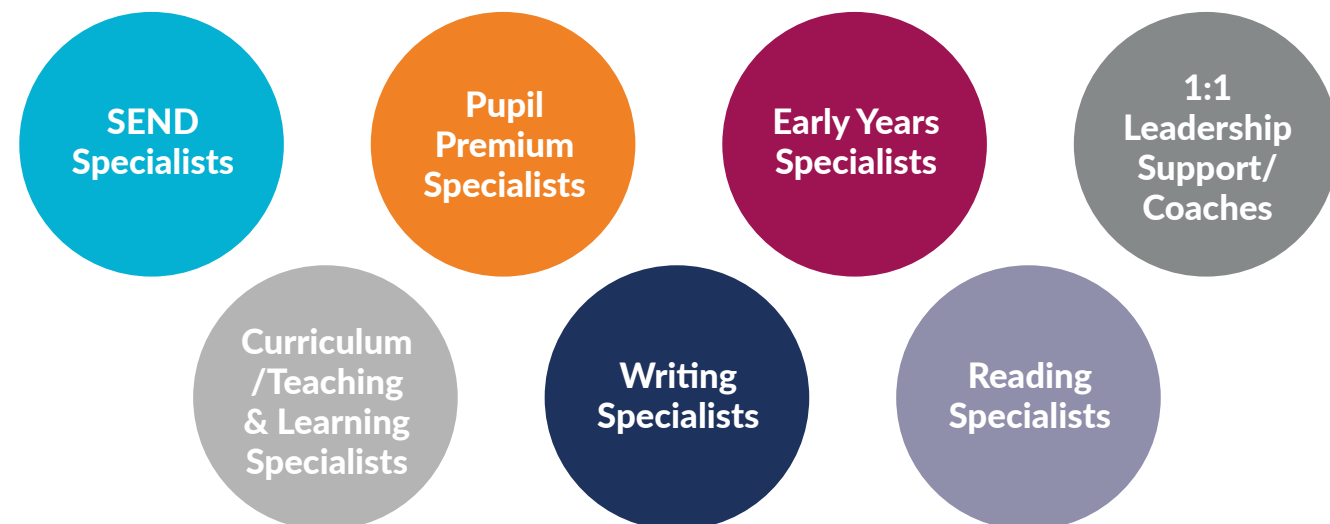 SEND
Specialists
Pupil
Premium
Specialists
Early Years
Specialists
1:1
Leadership
Support/
Coaches
Curriculum
/Teaching
& Learning
Specialists
Writing
Specialists
Reading
Specialists